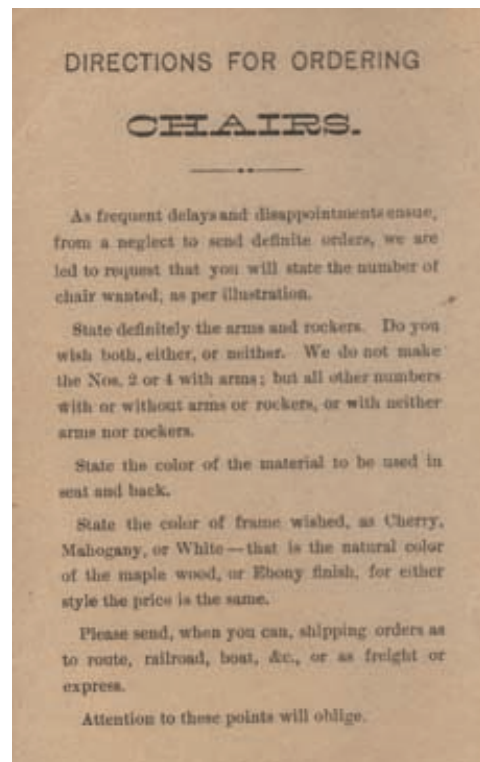 DIRECTIONS FOR ORDERING
CHAIRS.
As frequent delays and disappointments ensue,
from a neglect to send definite orders, we are
led to request that you will state the number of
chair wanted, as per illustration.
State definitely the arms and rockers. Do you
wish both, either, or neither. We do not make
the Nos. 2 or 4 with arms; but all other numbers
with or without arms or rockers, or with neither
arms nor rockers.
State the color of the material to be used in
seat and back.
State the color of frame wished, as Cherry,
Mahogany, or White—that is the natural color
of the maple wood, or Ebony finish, for either
style the price is the same.
Please send, when you can, shipping orders as
to route, railroad, boat, &c., or as freight or
express.
Attention to these points will oblige.